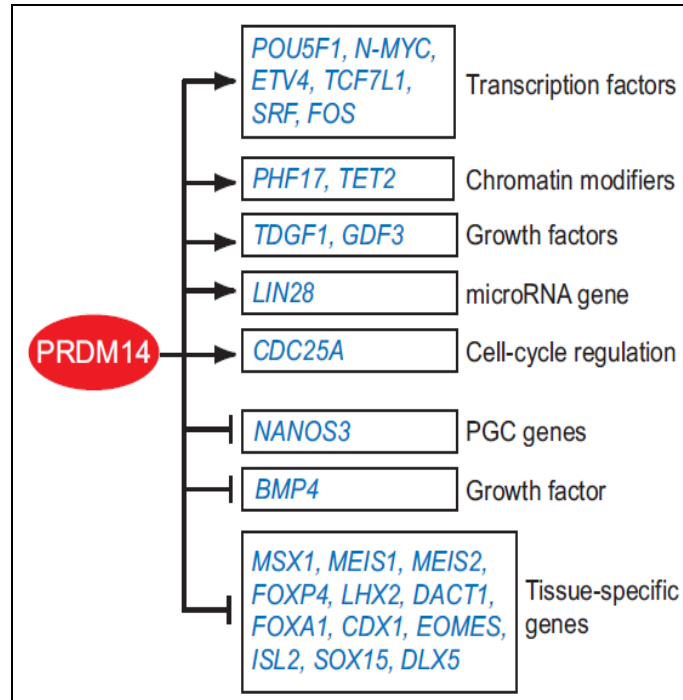 POU5F1, N-MYC,
ETV4, TCF7L1,
SRF, FOS
Transcription factors
PHF17, TET2
Chromatin modifiers
TDGF1, GDF3
Growth factors
LIN28
microRNA gene
PRDM14
CDC25A
Cell-cycle regulation
NANOS3
PGC genes
BMP4
Growth factor
MSX1, MEIS1, MEIS2,
FOXP4, LHX2, DACT1,
FOXA1, CDX1, EOMES,
ISL2, SOX15, DLX5
Tissue-specific
genes